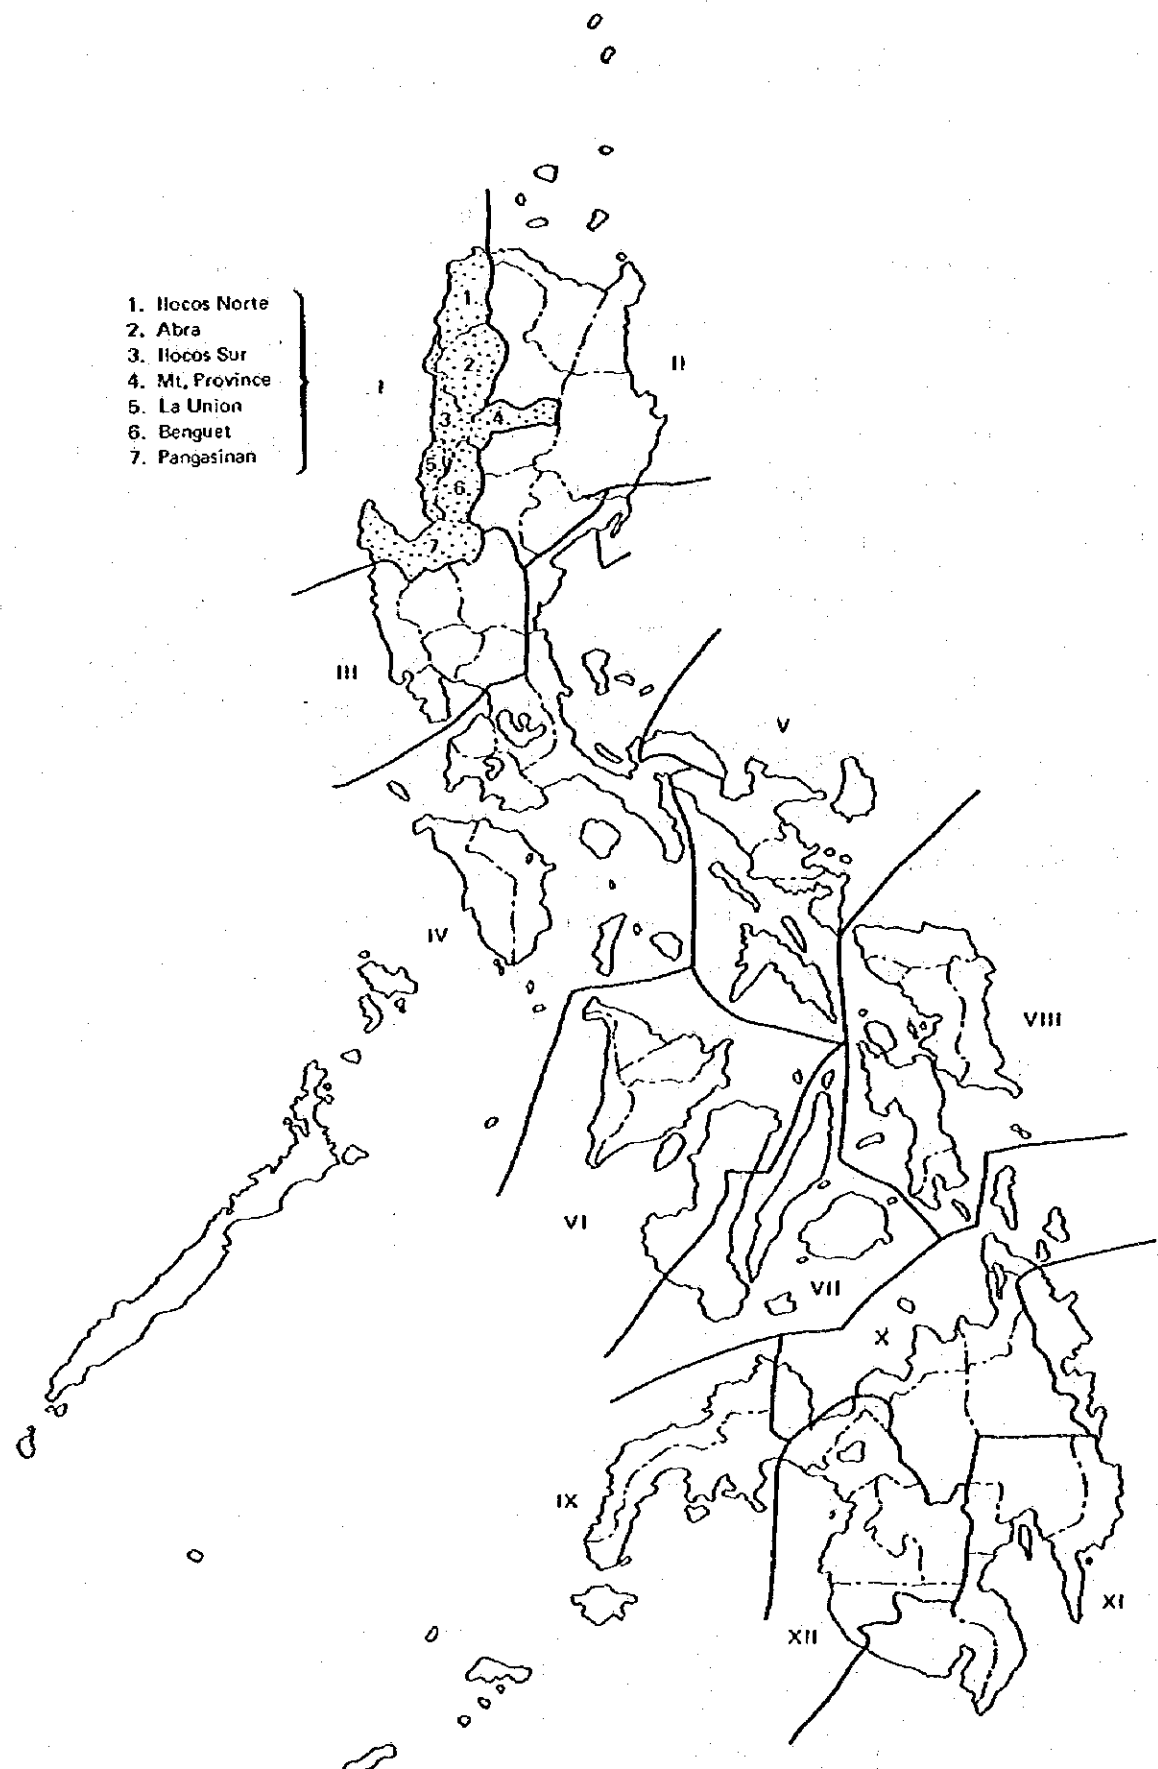 1. Ilocos Norte
2. Abra
3. Ilocos Sur
4. Mt. Province
5. La Union
6. Benguet
7. Pangasinan
I
II
1
2
3
4
5
6
7
III
V
IV
VIII
VI
VII
X
IX
XI
XII